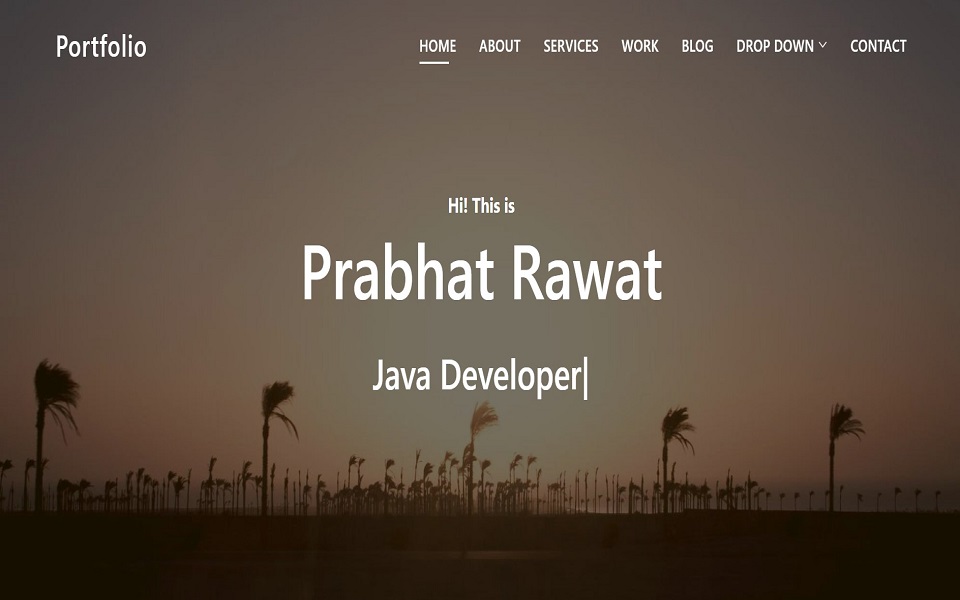 Portfolio
HOME ABOUT SERVICES WORK BLOG DROP DOWN CONTACT
Hi! This is
Prabhat Rawat
Java Developer|